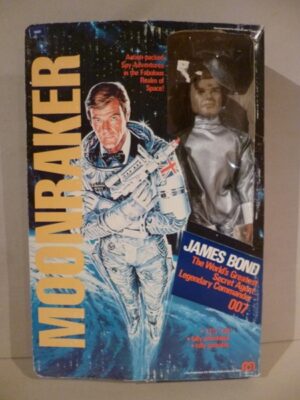 MOONRAKER
Action-packed
Spy Adventures
in the Fabulous
Realm of
Space!
JAMES BOND
The World's Greatest
Secret Agent!
Legendary Commander
007